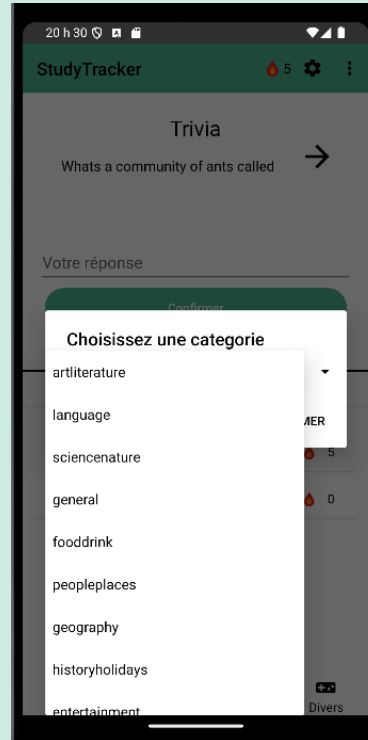 20 h 30
StudyTracker 5
Trivia
Whats a community of ants called
Votre réponse
Confirmer
Choisissez une categorie
artliterature
language
MER
sciencenature
5
general
0
fooddrink
peopleplaces
geography
historyholidays
entertainment
Divers